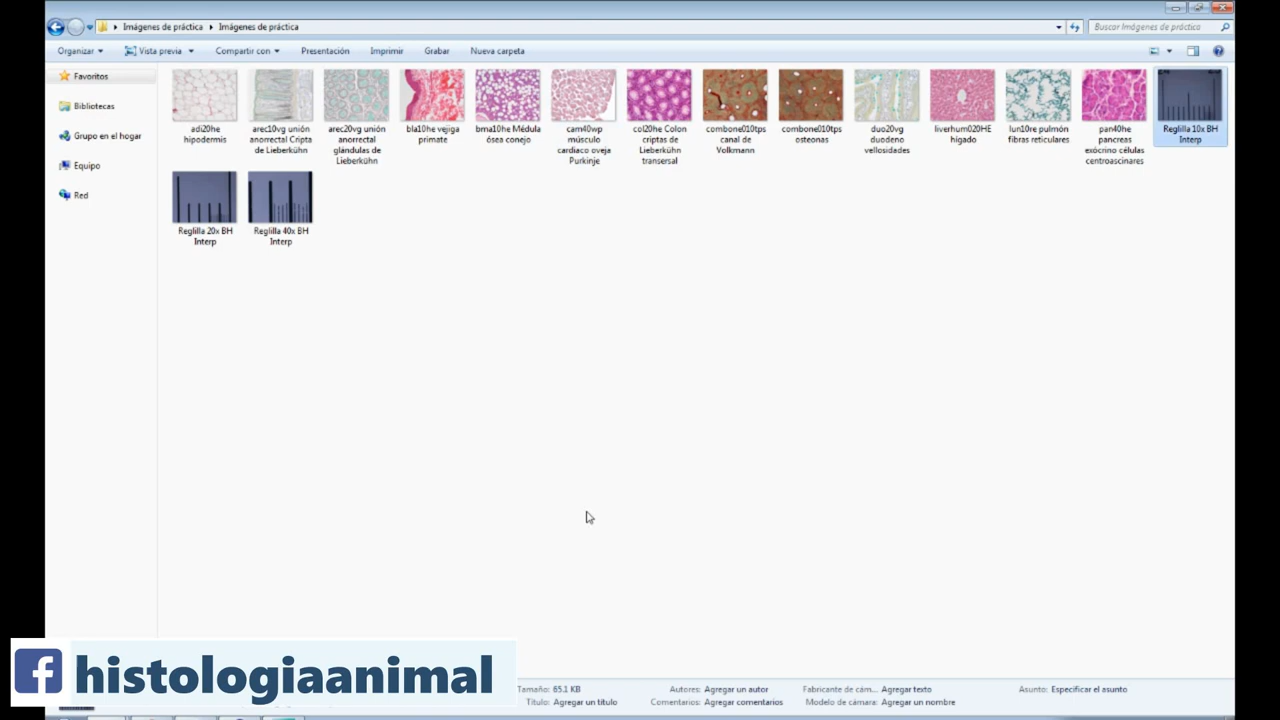 Imágenes de práctica Imágenes de práctica Buscar Imágenes de práctica
Organizar Vista previa Compartir con Presentación Imprimir Grabar Nueva carpeta
Favoritos
Bibliotecas
Grupo en el hogar
Equipo
Red
adi20he
hipodermis
arec10vg unión
anorrectal Cripta
de Lieberkühn
arec20vg unión
anorrectal
glándulas de
Lieberkühn
bla10he vejiga
primate
bma10he Médula
ósea conejo
cam40wp
músculo
cardiaco oveja
Purkinje
col20he Colon
criptas de
Lieberkühn
transersal
combone010tps
canal de
Volkmann
combone010tps
osteonas
duo20vg
duodeno
vellosidades
liverhum020HE
hígado
lun10re pulmón
fibras reticulares
pan40he
pancreas
exócrino células
centroascinares
Reglilla 10x BH
Interp
Reglilla 20x BH
Interp
Reglilla 40x BH
Interp
histologiaanimal
Tamaño: 65.1 KB Autores: Agregar un autor Fabricante de cám... Agregar texto Asunto: Especificar el asunto
Título: Agregar un título Comentarios: Agregar comentarios Modelo de cámara: Agregar un nombre